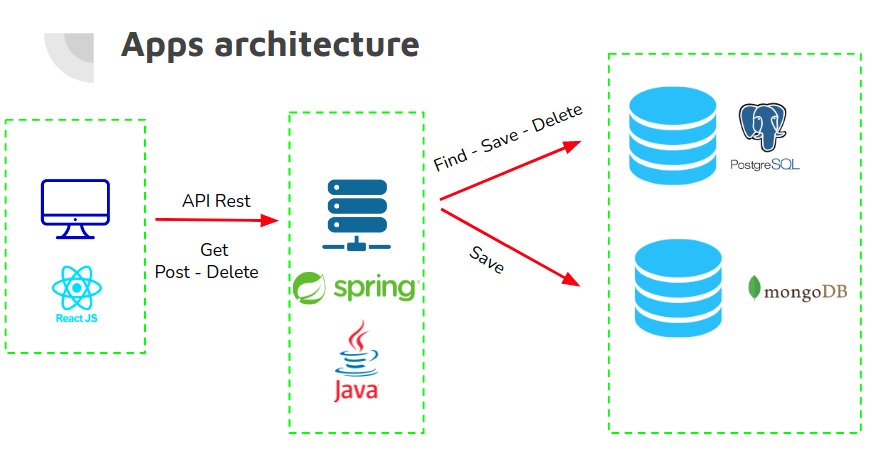 Apps architecture
API Rest
Get
Post - Delete
React JS
spring
Java
Find - Save - Delete
Save
PostgreSQL
mongoDB